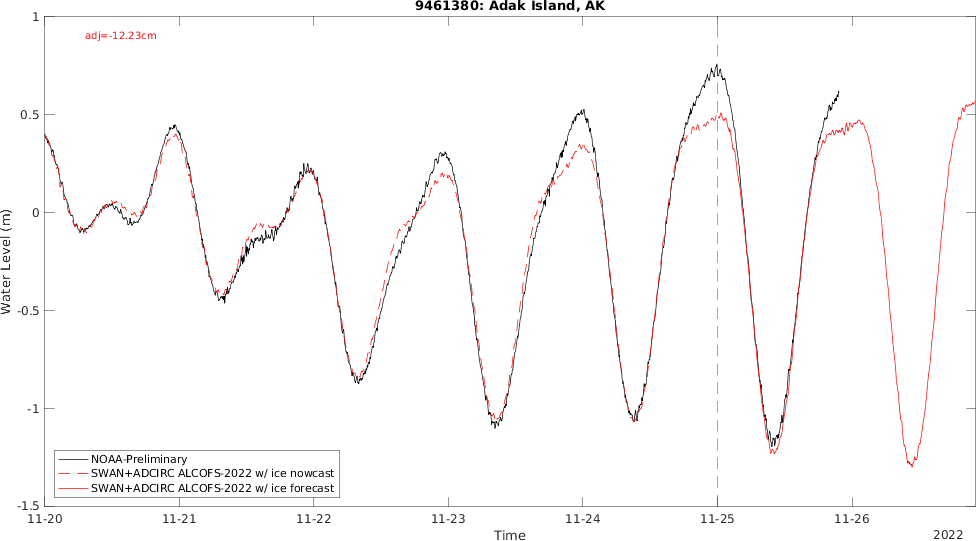 9461380: Adak Island, AK
adj=-12.23cm
1
0.5
0
-0.5
-1
-1.5
Water Level (m)
NOAA-Preliminary
SWAN+ADCIRC ALCOFS-2022 w/ ice nowcast
SWAN+ADCIRC ALCOFS-2022 w/ ice forecast
11-20 11-21 11-22 11-23 11-24 11-25 11-26
Time
2022